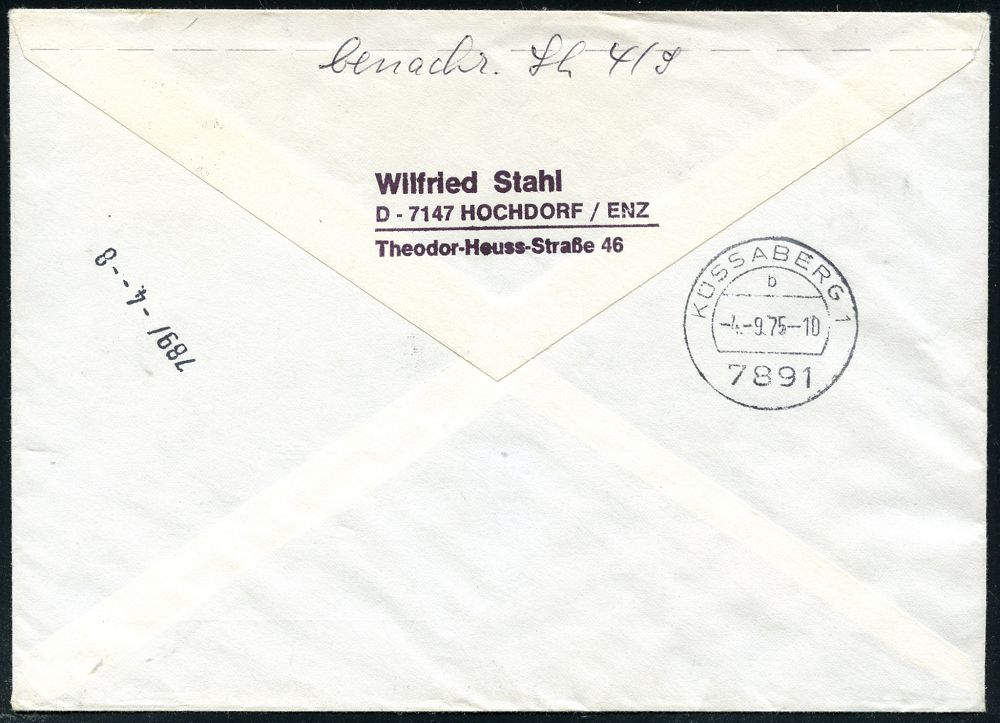 benachr. Sh 4/9
Wilfried Stahl
D - 7147 HOCHDORF / ENZ
Theodor-Heuss-Straße 46
KÜSSABERG 1
b
-4.-9.75-10
7891
7891 - 4. - 8